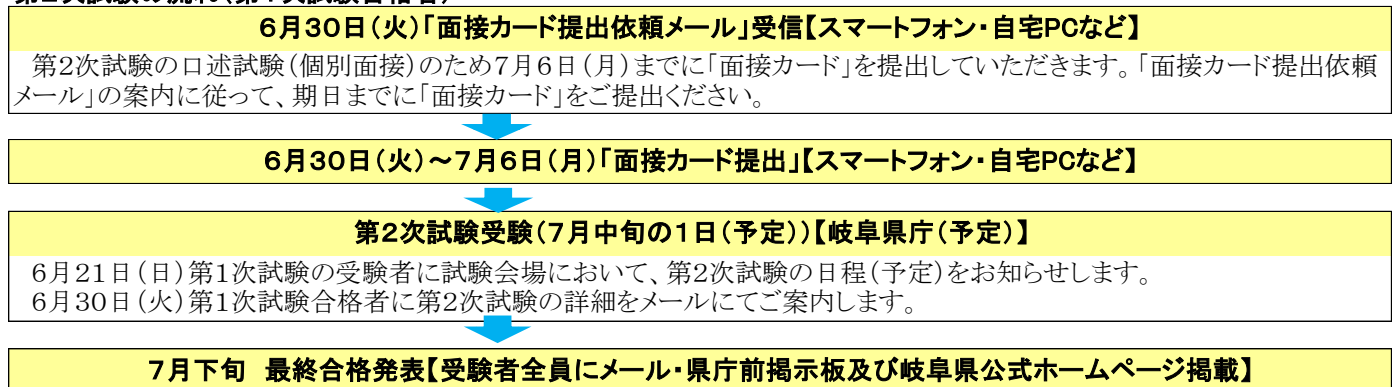 6月30日(火)「面接カード提出依頼メール」受信【スマートフォン・自宅PCなど】
第2次試験の口述試験(個別面接)のため7月6日(月)までに「面接カード」を提出していただきます。「面接カード提出依頼
メール」の案内に従って、期日までに「面接カード」をご提出ください。
6月30日(火)～7月6日(月)「面接カード提出」【スマートフォン・自宅PCなど】
第2次試験受験(7月中旬の1日(予定))【岐阜県庁(予定)】
6月21日(日)第1次試験の受験者に試験会場において、第2次試験の日程(予定)をお知らせします。
6月30日(火)第1次試験合格者に第2次試験の詳細をメールにてご案内します。
7月下旬　最終合格発表【受験者全員にメール・県庁前掲示板及び岐阜県公式ホームページ掲載】